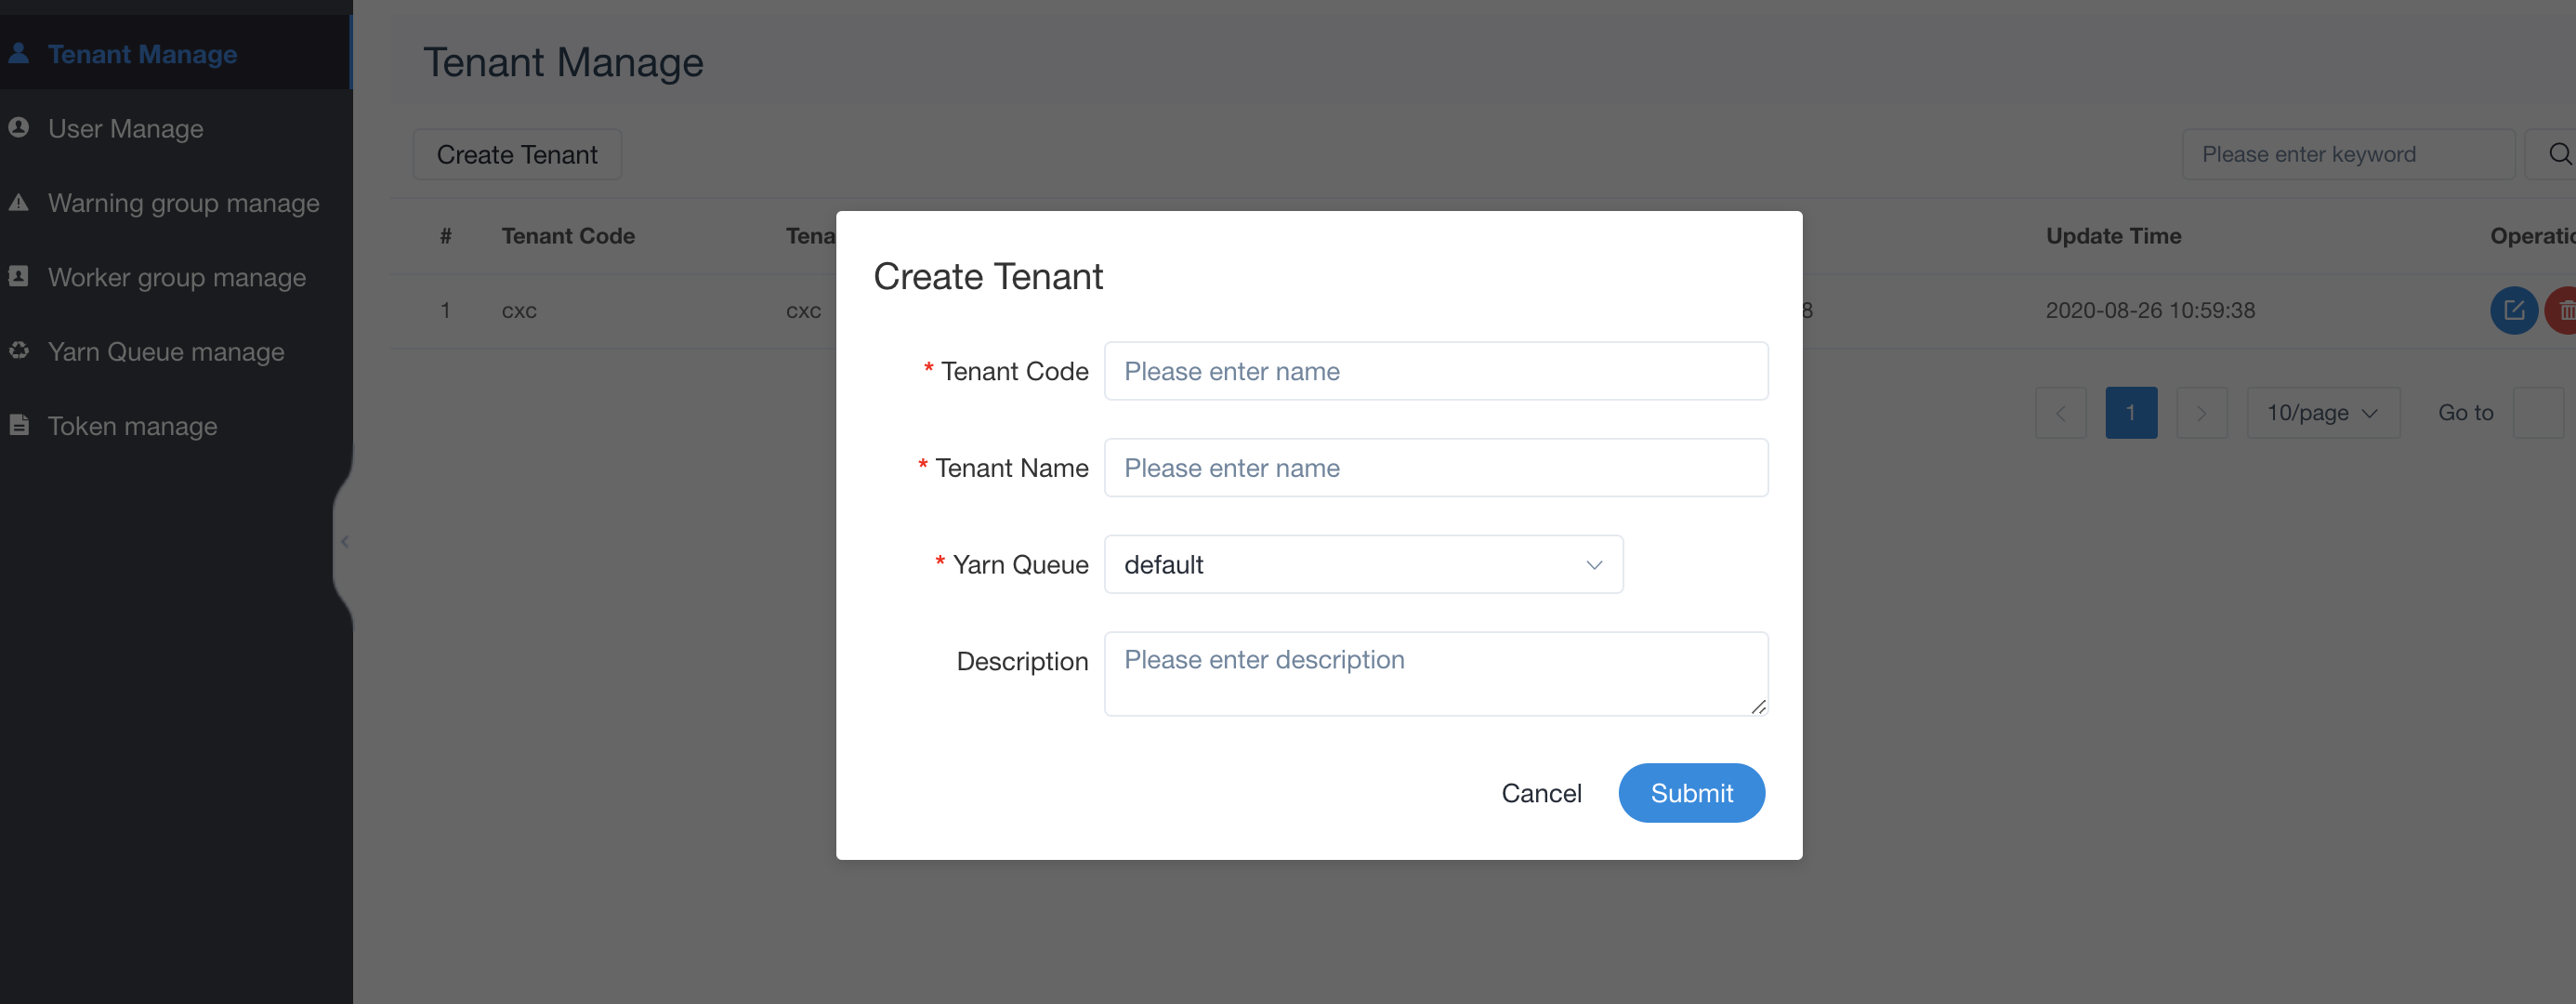 Tenant Manage
User Manage
Warning group manage
Worker group manage
Yarn Queue manage
Token manage
Tenant Manage
Create Tenant
Please enter keyword
# Tenant Code Update Time
1 cxc cxc 8 2020-08-26 10:59:38
1 10/page Go to
Create Tenant
* Tenant Code Please enter name
* Tenant Name Please enter name
* Yarn Queue default
Description Please enter description
Cancel Submit